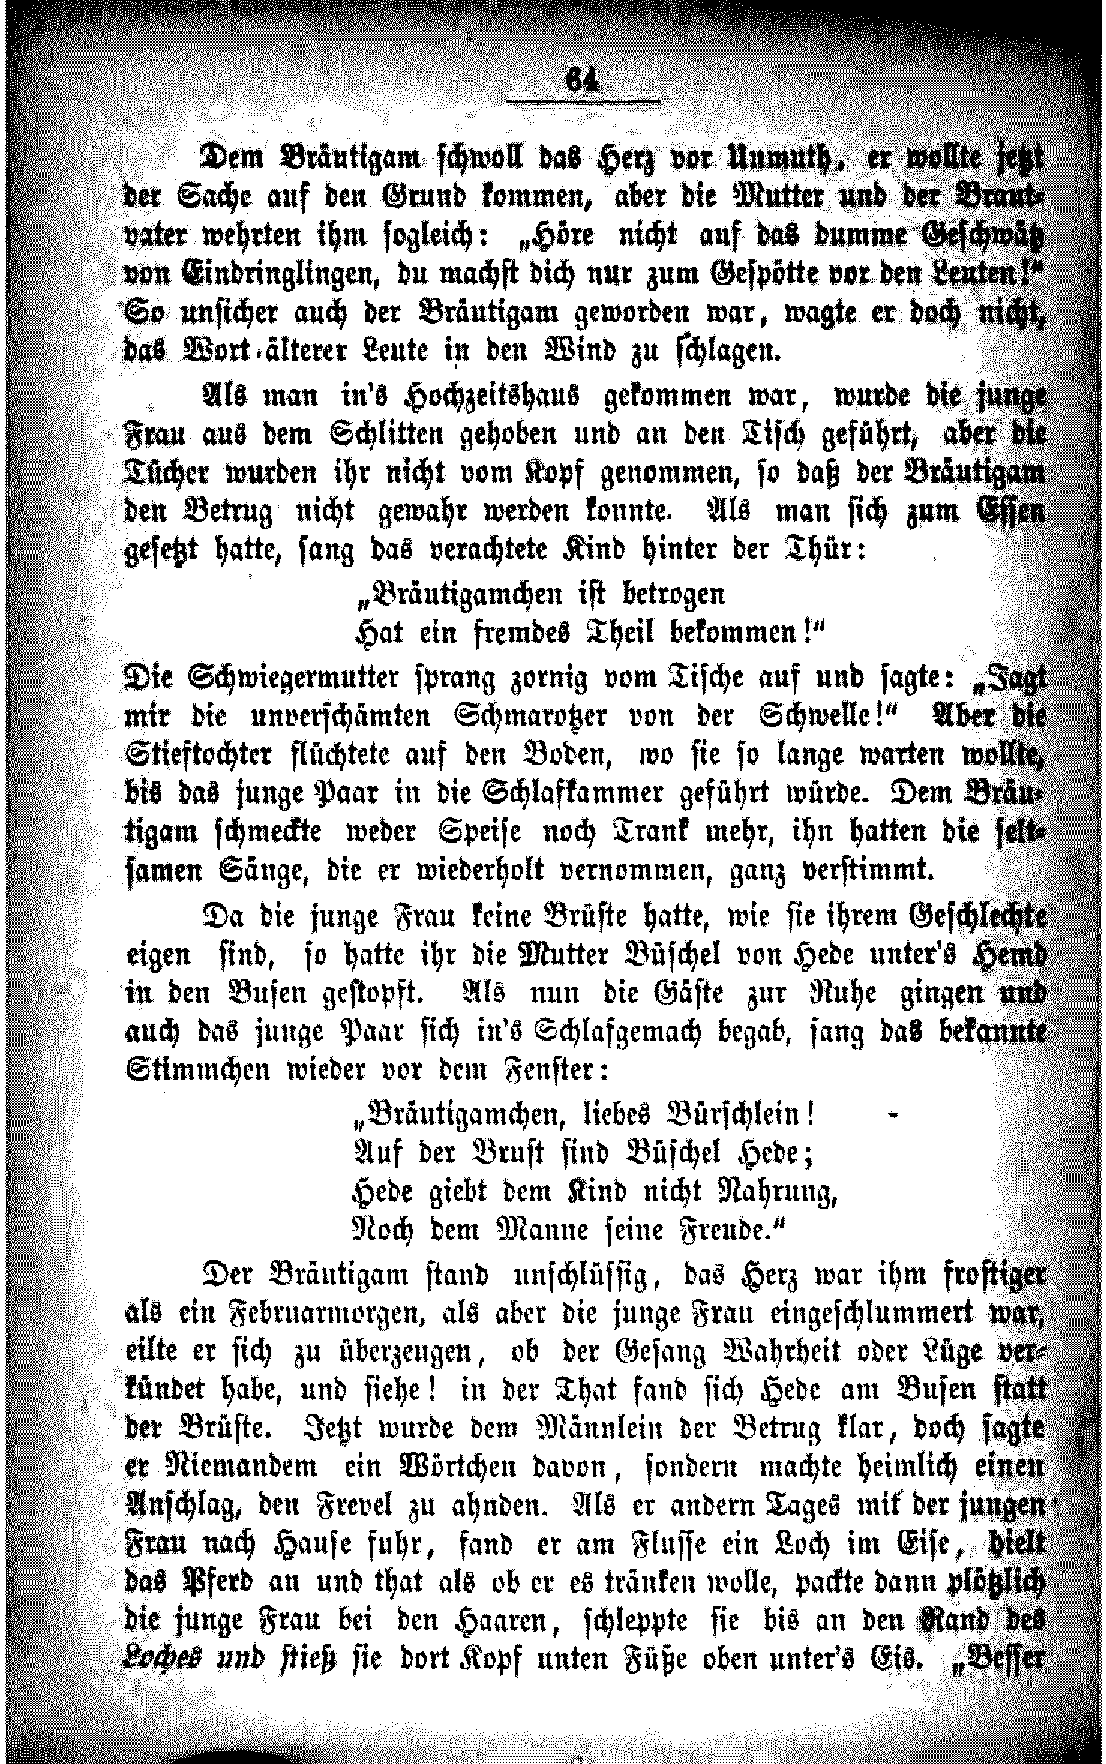 64
Dem Bräutigam schwoll das Herz vor Unmuth, er wollte jetzt
der Sache auf den Grund kommen, aber die Mutter und der Braut-
vater wehrten ihm sogleich: „Höre nicht auf das dumme Geschwätz
von Eindringlingen, du machst dich nur zum Gespötte vor den Leuten!“
So unsicher auch der Bräutigam geworden war, wagte er doch nicht,
das Wort älterer Leute in den Wind zu schlagen.
Als man in's Hochzeitshaus gekommen war, wurde die junge
Frau aus dem Schlitten gehoben und an den Tisch geführt, aber die
Tücher wurden ihr nicht vom Kopf genommen, so daß der Bräutigam
den Betrug nicht gewahr werden konnte. Als man sich zum Essen
gesetzt hatte, sang das verachtete Kind hinter der Thür:
„Bräutigamchen ist betrogen
Hat ein fremdes Theil bekommen!“
Die Schwiegermutter sprang zornig vom Tische auf und sagte: „Jagt
mir die unverschämten Schmarotzer von der Schwelle!“ Aber die
Stieftochter flüchtete auf den Boden, wo sie so lange warten wollte,
bis das junge Paar in die Schlafkammer geführt würde. Dem Bräu-
tigam schmeckte weder Speise noch Trank mehr, ihn hatten die selt-
samen Sänge, die er wiederholt vernommen, ganz verstimmt.
Da die junge Frau keine Brüste hatte, wie sie ihrem Geschlechte
eigen sind, so hatte ihr die Mutter Büschel von Hede unter's Hemd
in den Busen gestopft. Als nun die Gäste zur Ruhe gingen und
auch das junge Paar sich in's Schlafgemach begab, sang das bekannte
Stimmchen wieder vor dem Fenster:
„Bräutigamchen, liebes Bürschlein!
Auf der Brust sind Büschel Hede;
Hede giebt dem Kind nicht Nahrung,
Noch dem Manne seine Freude.“
Der Bräutigam stand unschlüssig, das Herz war ihm frostiger
als ein Februarmorgen, als aber die junge Frau eingeschlummert war,
eilte er sich zu überzeugen, ob der Gesang Wahrheit oder Lüge ver-
kündet habe, und siehe! in der That fand sich Hede am Busen statt
der Brüste. Jetzt wurde dem Männlein der Betrug klar, doch sagte
er Niemandem ein Wörtchen davon, sondern machte heimlich einen
Anschlag, den Frevel zu ahnden. Als er andern Tages mit der jungen
Frau nach Hause fuhr, fand er am Flusse ein Loch im Eise, hielt
das Pferd an und that als ob er es tränken wolle, packte dann plötzlich
die junge Frau bei den Haaren, schleppte sie bis an den Rand des
Loches und stieß sie dort Kopf unten Füße oben unter's Eis. „Besser